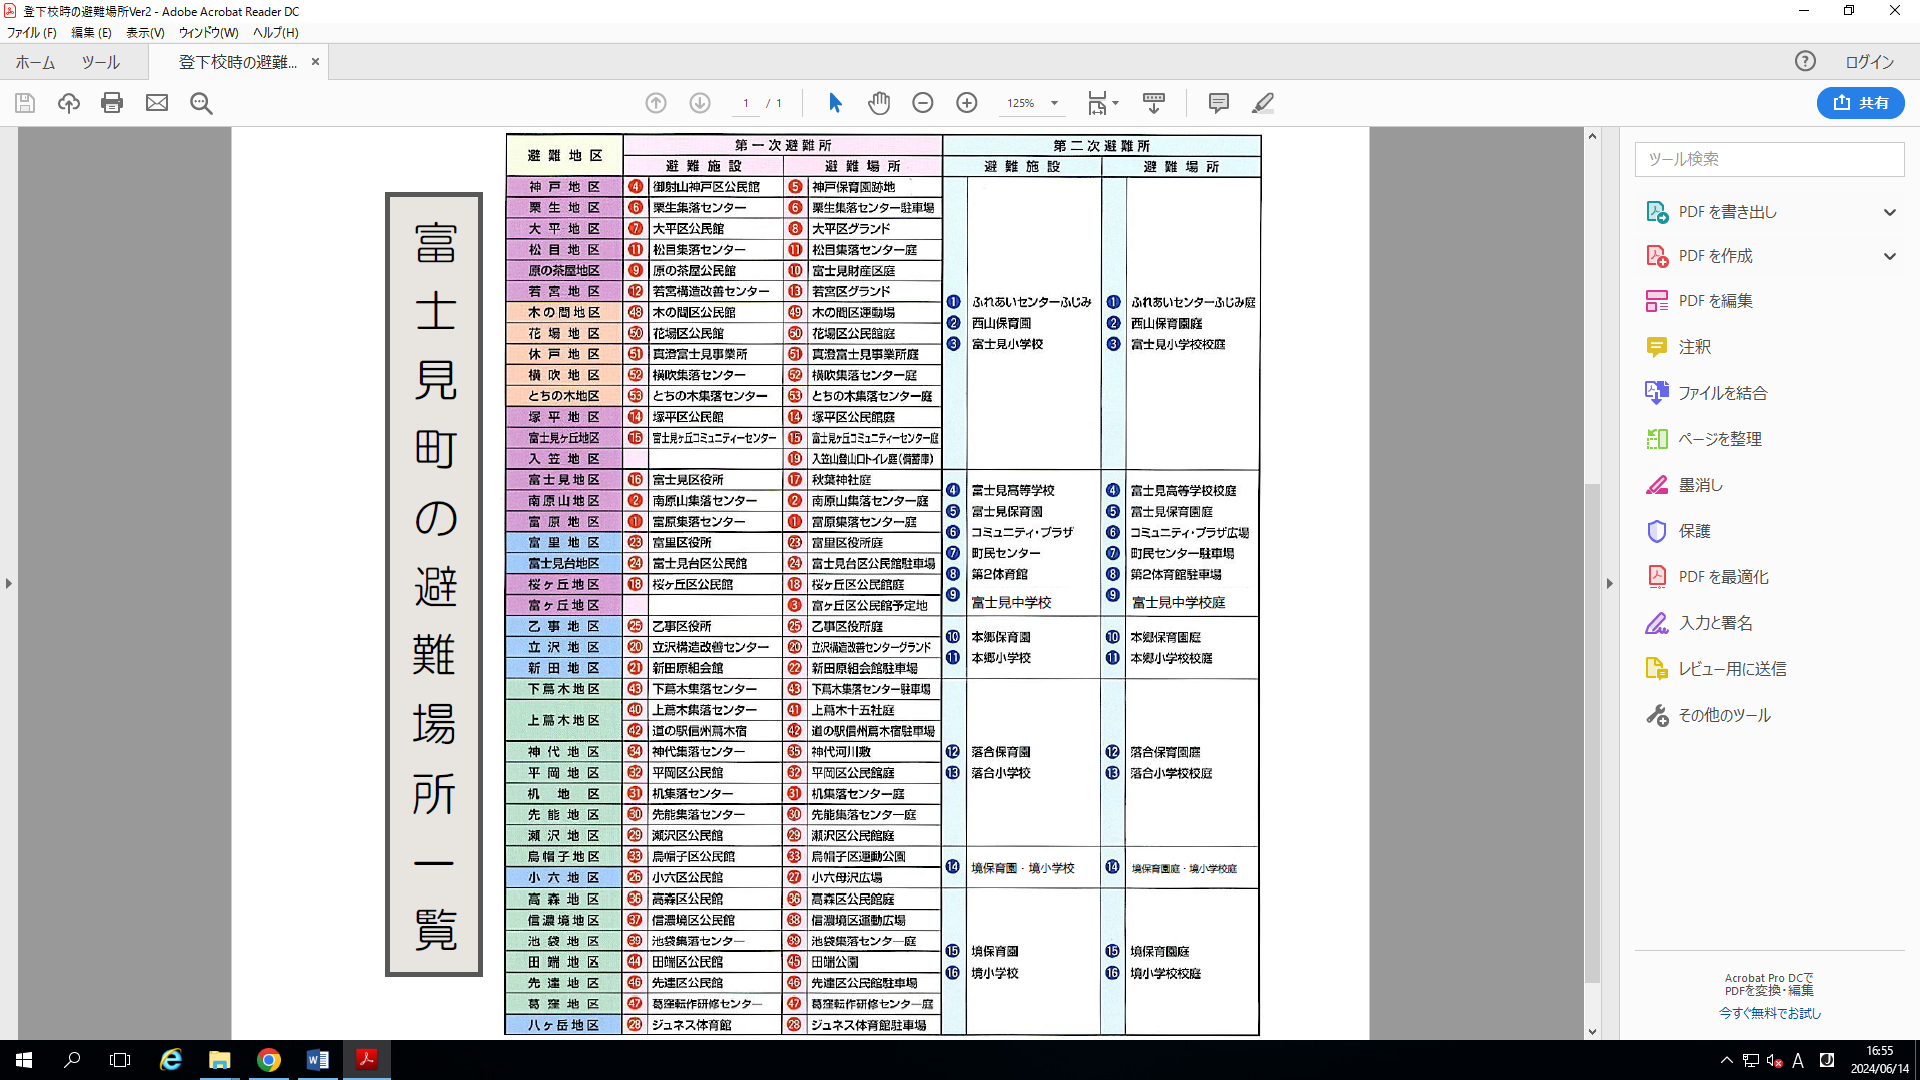 登下校時の避難場所Ver2 - Adobe Acrobat Reader DC
ファイル(F) 編集(E) 表示(V) ウィンドウ(W) ヘルプ(H)
ホーム ツール 登下校時の避難... × ログイン
1 / 1 125% 共有
富士見町の避難場所一覧
避難地区 第一次避難所 第二次避難所
避難施設 避難場所 避難施設 避難場所
神戸地区 4 御射山神戸区公民館 5 神戸保育園跡地
栗生地区 6 栗生集落センター 6 栗生集落センター駐車場
大平地区 7 大平区公民館 8 大平区グランド
松目地区 11 松目集落センター 11 松目集落センター庭
原の茶屋地区 9 原の茶屋公民館 10 富士見財産区庭
若宮地区 12 若宮構造改善センター 13 若宮区グランド
木の間地区 48 木の間区公民館 49 木の間区運動場
花場地区 50 花場区公民館 50 花場区公民館庭
休戸地区 51 真澄富士見事業所 51 真澄富士見事業所庭
横吹地区 52 横吹集落センター 52 横吹集落センター庭
とちの木地区 53 とちの木集落センター 53 とちの木集落センター庭
塚平地区 14 塚平区公民館 14 塚平区公民館庭
富士見ヶ丘地区 15 富士見ヶ丘コミュニティーセンター 15 富士見ヶ丘コミュニティーセンター庭
入笠地区 19 入笠山登山口トイレ庭(備蓄庫)
1 ふれあいセンターふじみ 1 ふれあいセンターふじみ庭
2 西山保育園 2 西山保育園庭
3 富士見小学校 3 富士見小学校校庭
富士見地区 16 富士見区役所 17 秋葉神社庭
南原山地区 2 南原山集落センター 2 南原山集落センター庭
富原地区 1 富原集落センター 1 富原集落センター庭
富里地区 23 富里区役所 23 富里区役所庭
富士見台地区 24 富士見台区公民館 24 富士見台区公民館駐車場
桜ヶ丘地区 18 桜ヶ丘区公民館 18 桜ヶ丘区公民館庭
富ヶ丘地区 3 富ヶ丘区公民館予定地
4 富士見高等学校 4 富士見高等学校校庭
5 富士見保育園 5 富士見保育園庭
6 コミュニティ・プラザ 6 コミュニティ・プラザ広場
7 町民センター 7 町民センター駐車場
8 第2体育館 8 第2体育館駐車場
9 富士見中学校 9 富士見中学校庭
乙事地区 25 乙事区役所 25 乙事区役所庭
立沢地区 20 立沢構造改善センター 20 立沢構造改善センターグランド
新田地区 21 新田原組会館 22 新田原組会館駐車場
10 本郷保育園 10 本郷保育園庭
11 本郷小学校 11 本郷小学校校庭
下蔦木地区 43 下蔦木集落センター 43 下蔦木集落センター駐車場
上蔦木地区 40 上蔦木集落センター 41 上蔦木十五社庭
42 道の駅信州蔦木宿 42 道の駅信州蔦木宿駐車場
神代地区 34 神代集落センター 35 神代河川敷
平岡地区 32 平岡区公民館 32 平岡区公民館庭
机地区 31 机集落センター 31 机集落センター庭
先能地区 30 先能集落センター 30 先能集落センター庭
瀬沢地区 29 瀬沢区公民館 29 瀬沢区公民館庭
12 落合保育園 12 落合保育園庭
13 落合小学校 13 落合小学校校庭
烏帽子地区 33 烏帽子区公民館 33 烏帽子区運動公園
小六地区 26 小六区公民館 27 小六母沢広場
14 境保育園・境小学校 14 境保育園庭・境小学校庭
高森地区 36 高森区公民館 36 高森区公民館庭
信濃境地区 37 信濃境区公民館 38 信濃境区運動広場
池袋地区 39 池袋集落センター 39 池袋集落センター庭
田端地区 44 田端区公民館 45 田端公園
先達地区 46 先達区公民館 46 先達区公民館駐車場
葛窪地区 47 葛窪転作研修センター 47 葛窪転作研修センター庭
八ヶ岳地区 28 ジュネス体育館 28 ジュネス体育館駐車場
15 境保育園 15 境保育園庭
16 境小学校 16 境小学校校庭
ツール検索
PDF を書き出し
PDF を作成
PDF を編集
注釈
ファイルを結合
ページを整理
墨消し
保護
PDF を最適化
入力と署名
レビュー用に送信
その他のツール
Acrobat Pro DCで
PDFを変換・編集
今すぐ無料でお試し
A
16:55
2024/06/14